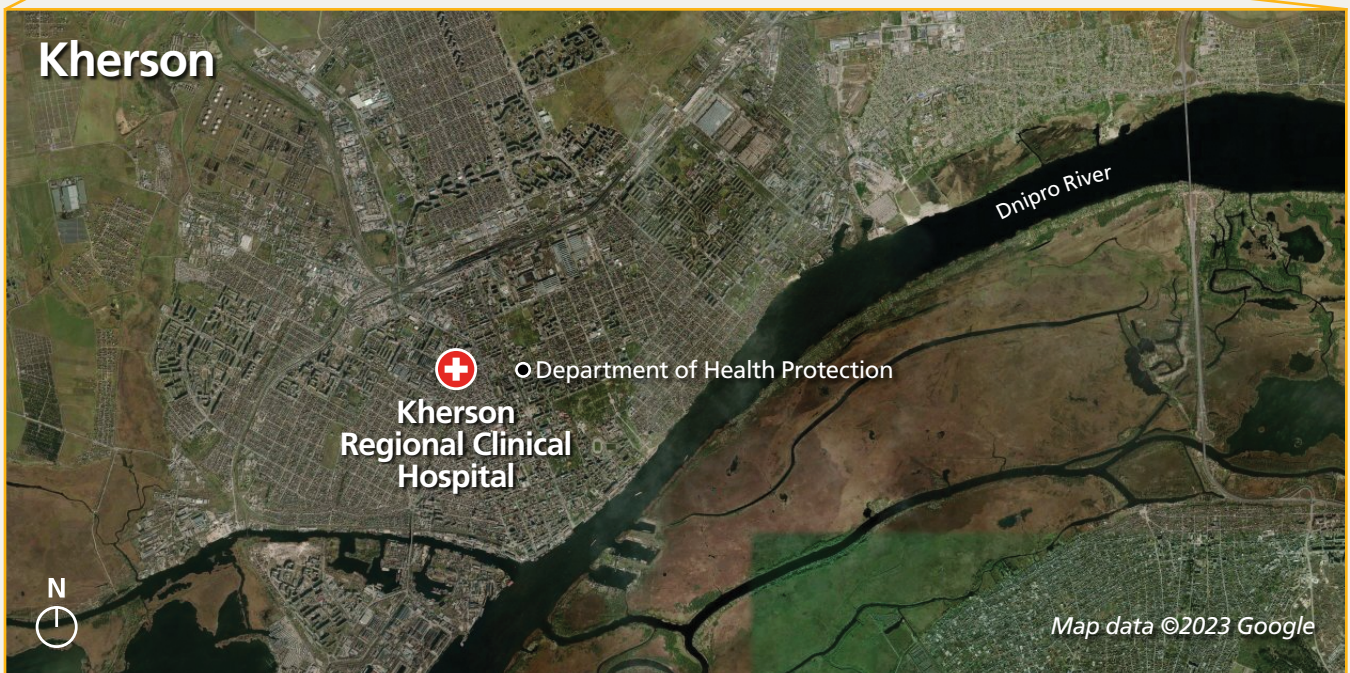 Kherson
Dnipro River
Department of Health Protection
Kherson
Regional Clinical
Hospital
N
Map data ©2023 Google